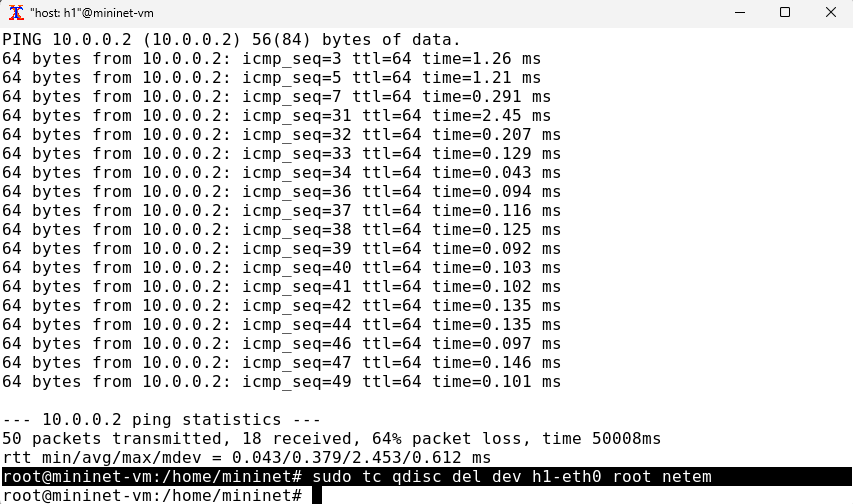 "host: h1"@mininet-vm
PING 10.0.0.2 (10.0.0.2) 56(84) bytes of data.
64 bytes from 10.0.0.2: icmp_seq=3 ttl=64 time=1.26 ms
64 bytes from 10.0.0.2: icmp_seq=5 ttl=64 time=1.21 ms
64 bytes from 10.0.0.2: icmp_seq=7 ttl=64 time=0.291 ms
64 bytes from 10.0.0.2: icmp_seq=31 ttl=64 time=2.45 ms
64 bytes from 10.0.0.2: icmp_seq=32 ttl=64 time=0.207 ms
64 bytes from 10.0.0.2: icmp_seq=33 ttl=64 time=0.129 ms
64 bytes from 10.0.0.2: icmp_seq=34 ttl=64 time=0.043 ms
64 bytes from 10.0.0.2: icmp_seq=36 ttl=64 time=0.094 ms
64 bytes from 10.0.0.2: icmp_seq=37 ttl=64 time=0.116 ms
64 bytes from 10.0.0.2: icmp_seq=38 ttl=64 time=0.125 ms
64 bytes from 10.0.0.2: icmp_seq=39 ttl=64 time=0.092 ms
64 bytes from 10.0.0.2: icmp_seq=40 ttl=64 time=0.103 ms
64 bytes from 10.0.0.2: icmp_seq=41 ttl=64 time=0.102 ms
64 bytes from 10.0.0.2: icmp_seq=42 ttl=64 time=0.135 ms
64 bytes from 10.0.0.2: icmp_seq=44 ttl=64 time=0.135 ms
64 bytes from 10.0.0.2: icmp_seq=46 ttl=64 time=0.097 ms
64 bytes from 10.0.0.2: icmp_seq=47 ttl=64 time=0.146 ms
64 bytes from 10.0.0.2: icmp_seq=49 ttl=64 time=0.101 ms
--- 10.0.0.2 ping statistics ---
50 packets transmitted, 18 received, 64% packet loss, time 50008ms
rtt min/avg/max/mdev = 0.043/0.379/2.453/0.612 ms
root@mininet-vm:/home/mininet# sudo tc qdisc del dev h1-eth0 root netem
root@mininet-vm:/home/mininet#